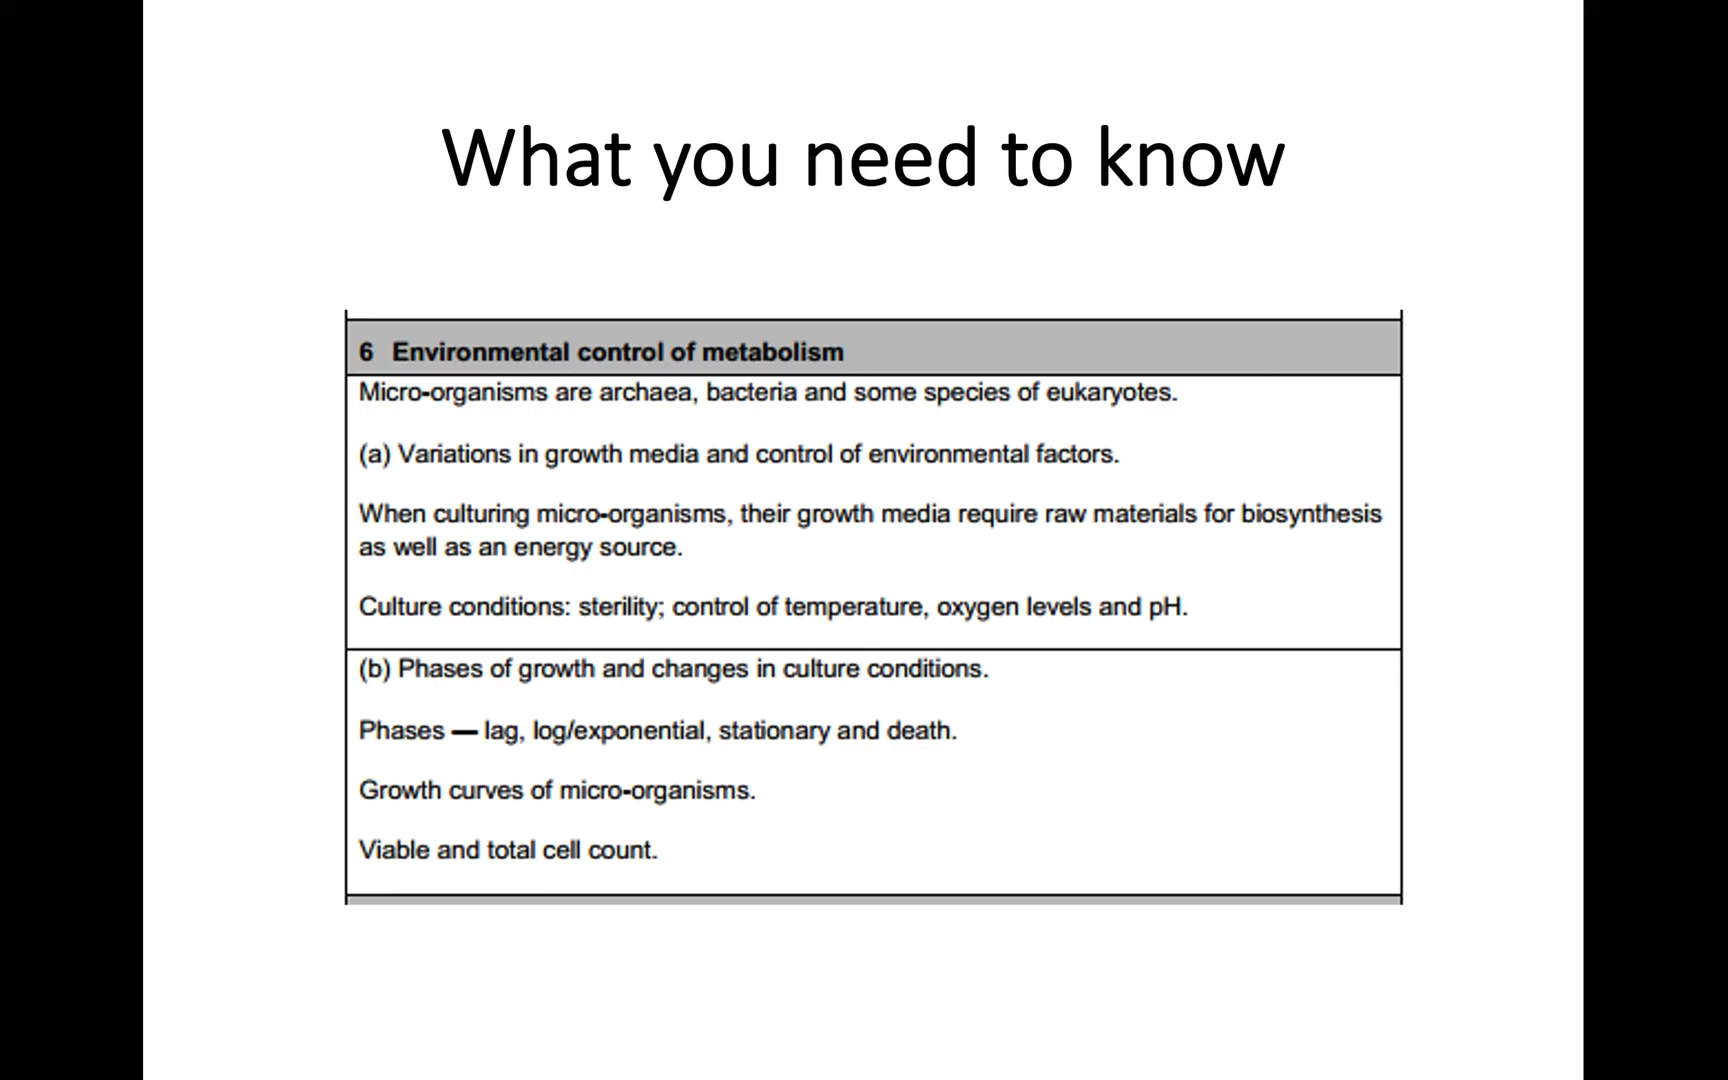 What you need to know
6 Environmental control of metabolism
Micro-organisms are archaea, bacteria and some species of eukaryotes.
(a) Variations in growth media and control of environmental factors.
When culturing micro-organisms, their growth media require raw materials for biosynthesis
as well as an energy source.
Culture conditions: sterility; control of temperature, oxygen levels and pH.
(b) Phases of growth and changes in culture conditions.
Phases — lag, log/exponential, stationary and death.
Growth curves of micro-organisms.
Viable and total cell count.